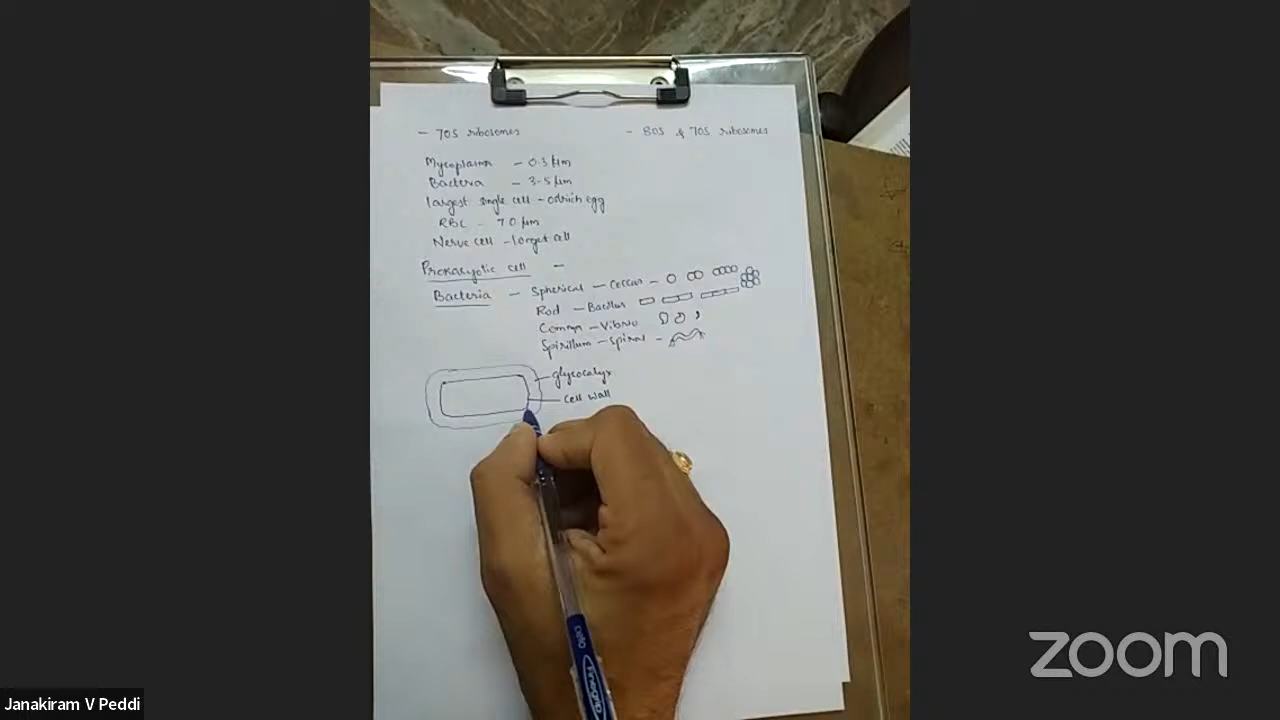 - 70S ribosomes - 80S & 70S ribosomes
Mycoplasma - 0.3 μm
Bacteria - 3-5 μm
largest single cell - ostrich egg
RBC - 7.0 μm
Nerve cell - longest cell
Prokaryotic cell -
Bacteria - Spherical - Coccus -
Rod - Bacillus
Comma - Vibrio
Spirillum - Spiral -
glycocalyx
cell wall
Finegrip
zoom
Janakiram V Peddi